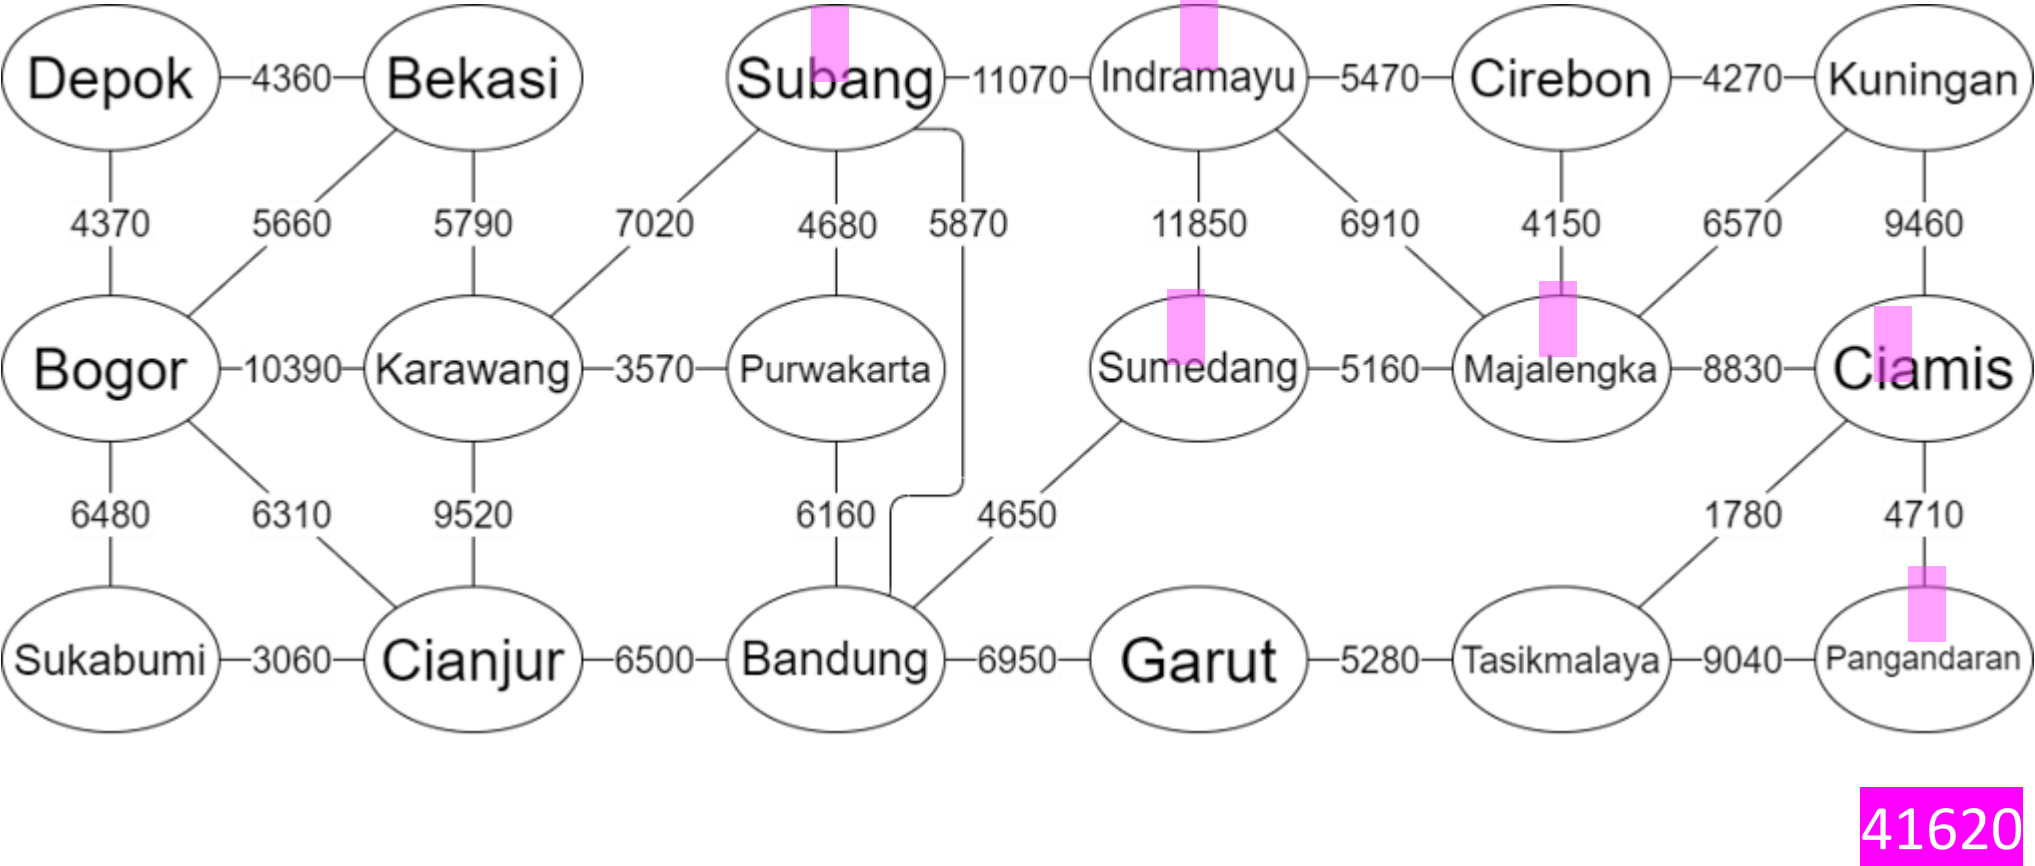 Depok 4360 Bekasi Subang 11070 Indramayu 5470 Cirebon 4270 Kuningan
4370 5660 5790 7020 4680 5870 11850 6910 4150 6570 9460
Bogor 10390 Karawang 3570 Purwakarta Sumedang 5160 Majalengka 8830 Ciamis
6480 6310 9520 6160 4650 1780 4710
Sukabumi 3060 Cianjur 6500 Bandung 6950 Garut 5280 Tasikmalaya 9040 Pangandaran
41620